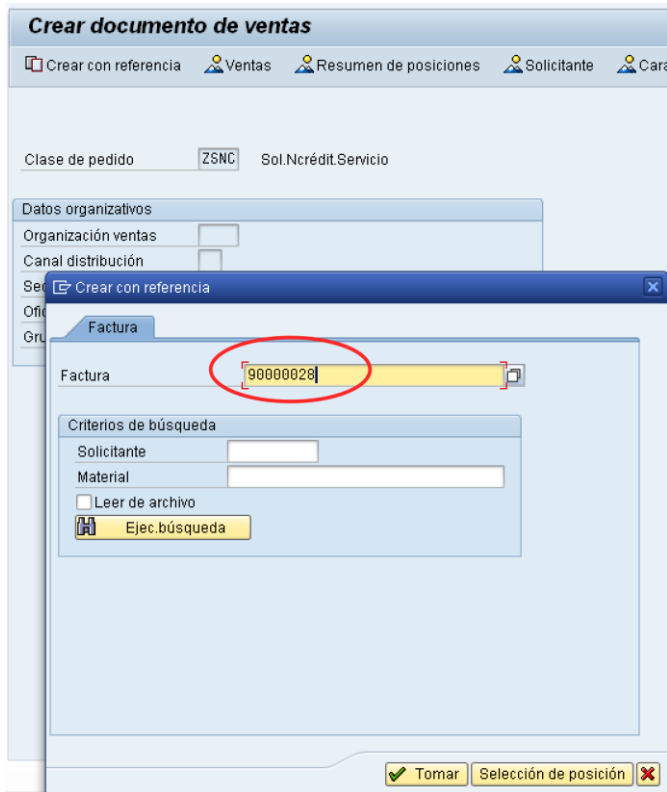 Crear documento de ventas
Crear con referencia Ventas Resumen de posiciones Solicitante Cara
Clase de pedido ZSNC Sol.Ncrédit.Servicio
Datos organizativos
Organización ventas
Canal distribución
Crear con referencia
Factura
Factura 90000028
Criterios de búsqueda
Solicitante
Material
Leer de archivo
Ejec.búsqueda
Tomar Selección de posición